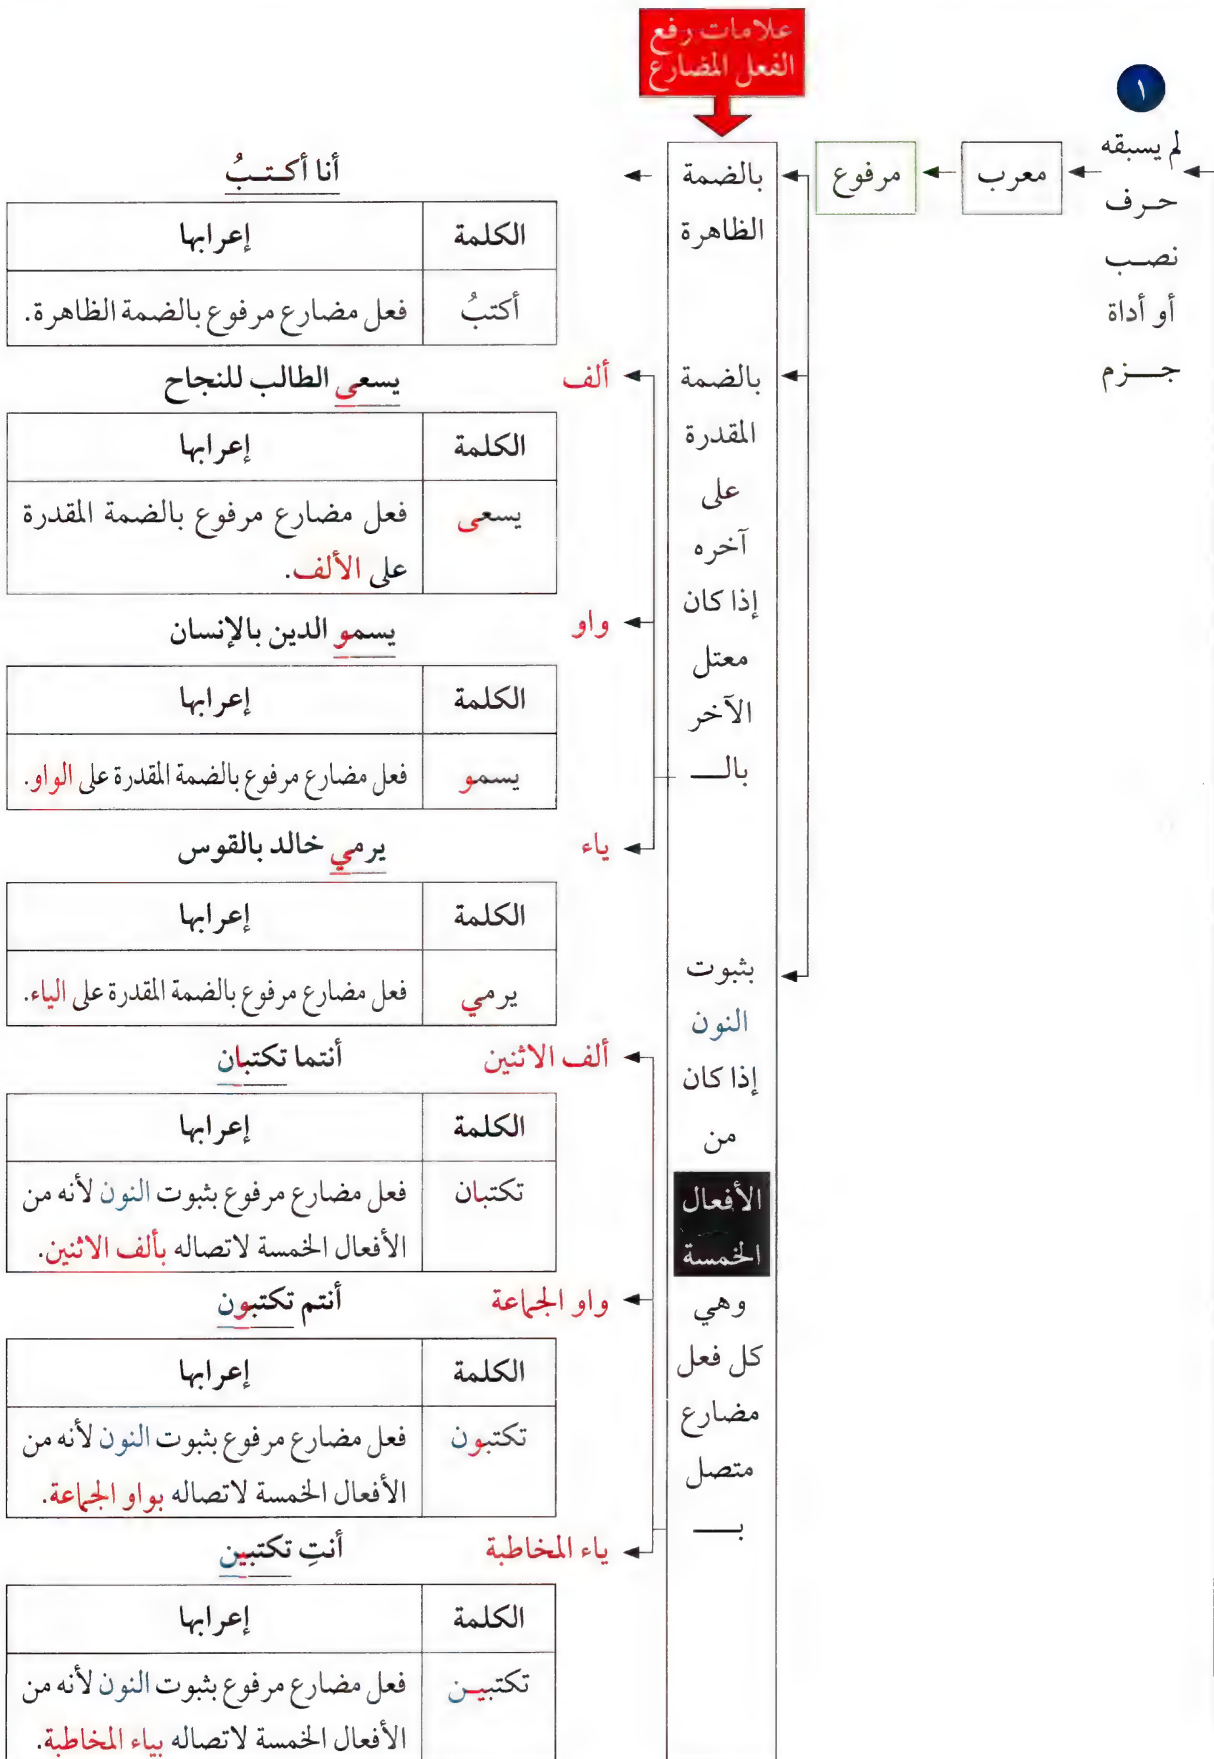 علامات رفع
الفعل المضارع
١
لم يسبقه
حرف
نصب
أو أداة
جزم
معرب
مرفوع
بالضمة
الظاهرة
أنا أكتبُ
الكلمة إعرابها
أكتبُ فعل مضارع مرفوع بالضمة الظاهرة.
بالضمة
المقدرة
على
آخره
إذا كان
معتل
الآخر
بالـ
ألف
يسعى الطالب للنجاح
الكلمة إعرابها
يسعى فعل مضارع مرفوع بالضمة المقدرة
على الألف.
واو
يسمو الدين بالإنسان
الكلمة إعرابها
يسمو فعل مضارع مرفوع بالضمة المقدرة على الواو.
ياء
يرمي خالد بالقوس
الكلمة إعرابها
يرمي فعل مضارع مرفوع بالضمة المقدرة على الياء.
بثبوت
النون
إذا كان
من
الأفعال
الخمسة
وهي
كل فعل
مضارع
متصل
بـ
ألف الاثنين
أنتما تكتبان
الكلمة إعرابها
تكتبان فعل مضارع مرفوع بثبوت النون لأنه من
الأفعال الخمسة لاتصاله بألف الاثنين.
واو الجماعة
أنتم تكتبون
الكلمة إعرابها
تكتبون فعل مضارع مرفوع بثبوت النون لأنه من
الأفعال الخمسة لاتصاله بواو الجماعة.
ياء المخاطبة
أنتِ تكتبين
الكلمة إعرابها
تكتبين فعل مضارع مرفوع بثبوت النون لأنه من
الأفعال الخمسة لاتصاله بياء المخاطبة.